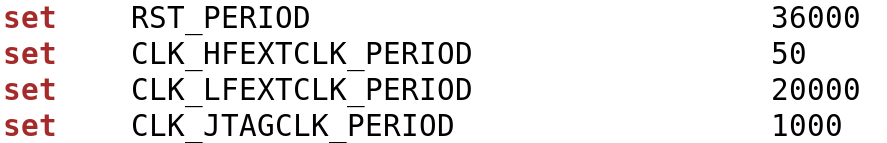 set RST_PERIOD 36000
set CLK_HFEXTCLK_PERIOD 50
set CLK_LFEXTCLK_PERIOD 20000
set CLK_JTAGCLK_PERIOD 1000